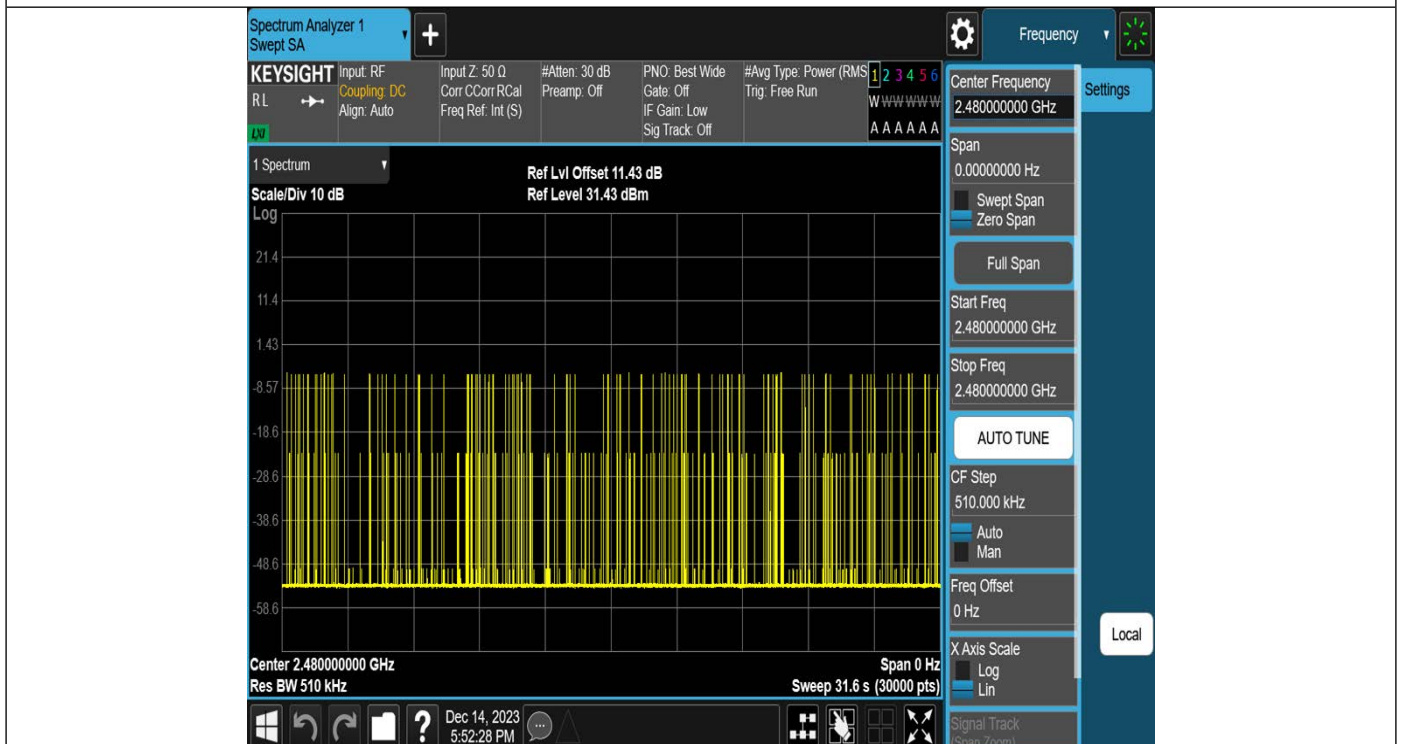 Spectrum Analyzer 1
Swept SA
Frequency
KEYSIGHT
RL
LXI
Input: RF
Coupling: DC
Align: Auto
Input Z: 50 Ω
Corr CCorr RCal
Freq Ref: Int (S)
#Atten: 30 dB
Preamp: Off
PNO: Best Wide
Gate: Off
IF Gain: Low
Sig Track: Off
#Avg Type: Power (RMS
Trig: Free Run
1 2 3 4 5 6
W W W W W W
A A A A A A
1 Spectrum
Scale/Div 10 dB
Log
Ref Lvl Offset 11.43 dB
Ref Level 31.43 dBm
21.4
11.4
1.43
-8.57
-18.6
-28.6
-38.6
-48.6
-58.6
Center 2.480000000 GHz
Res BW 510 kHz
Span 0 Hz
Sweep 31.6 s (30000 pts)
Dec 14, 2023
5:52:28 PM
Center Frequency
2.480000000 GHz
Span
0.00000000 Hz
Swept Span
Zero Span
Full Span
Start Freq
2.480000000 GHz
Stop Freq
2.480000000 GHz
AUTO TUNE
CF Step
510.000 kHz
Auto
Man
Freq Offset
0 Hz
X Axis Scale
Log
Lin
Signal Track
(Span Zoom)
Settings
Local